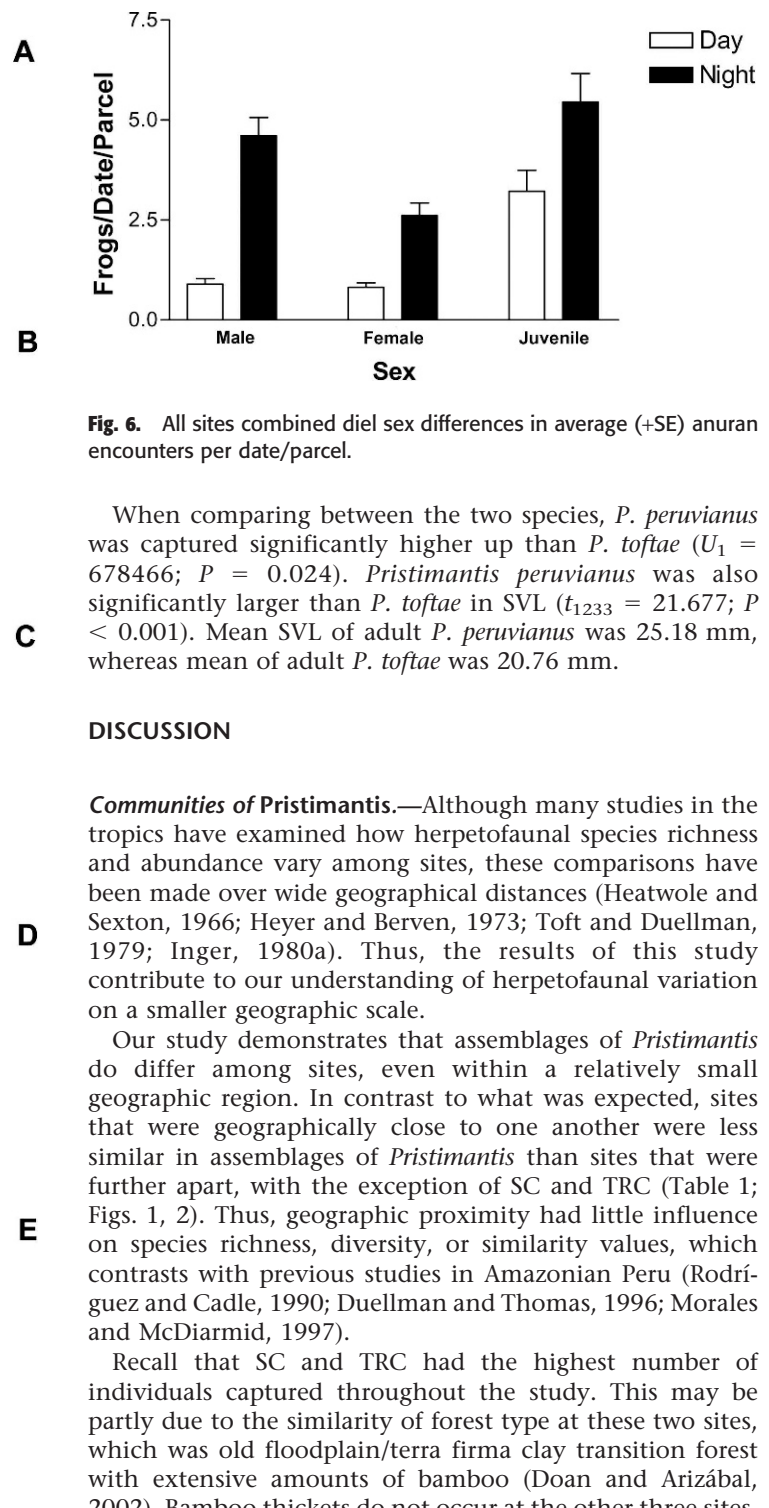 A
7.5
Day
Night
5.0
Frogs/Date/Parcel
2.5
0.0
B
Male Female Juvenile
Sex
Fig. 6. All sites combined diel sex differences in average (+SE) anuran
encounters per date/parcel.
When comparing between the two species, P. peruvianus
was captured significantly higher up than P. toftae (U1 =
678466; P = 0.024). Pristimantis peruvianus was also
significantly larger than P. toftae in SVL (t1233 = 21.677; P
C
< 0.001). Mean SVL of adult P. peruvianus was 25.18 mm,
whereas mean of adult P. toftae was 20.76 mm.
DISCUSSION
Communities of Pristimantis.—Although many studies in the
tropics have examined how herpetofaunal species richness
and abundance vary among sites, these comparisons have
been made over wide geographical distances (Heatwole and
Sexton, 1966; Heyer and Berven, 1973; Toft and Duellman,
D
1979; Inger, 1980a). Thus, the results of this study
contribute to our understanding of herpetofaunal variation
on a smaller geographic scale.
Our study demonstrates that assemblages of Pristimantis
do differ among sites, even within a relatively small
geographic region. In contrast to what was expected, sites
that were geographically close to one another were less
similar in assemblages of Pristimantis than sites that were
further apart, with the exception of SC and TRC (Table 1;
Figs. 1, 2). Thus, geographic proximity had little influence
E
on species richness, diversity, or similarity values, which
contrasts with previous studies in Amazonian Peru (Rodrí-
guez and Cadle, 1990; Duellman and Thomas, 1996; Morales
and McDiarmid, 1997).
Recall that SC and TRC had the highest number of
individuals captured throughout the study. This may be
partly due to the similarity of forest type at these two sites,
which was old floodplain/terra firma clay transition forest
with extensive amounts of bamboo (Doan and Arizábal,
2002). Bamboo thickets do not occur at the other three sites